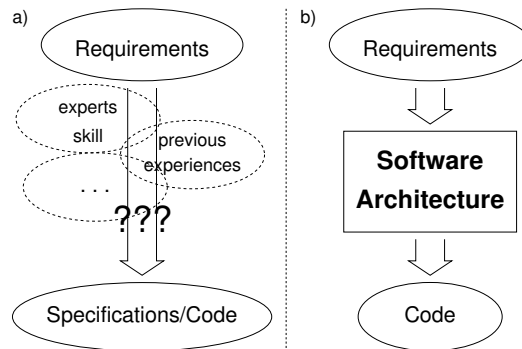 a)
Requirements
experts
skill
previous
experiences
. . .
???
Specifications/Code
b)
Requirements
Software
Architecture
Code